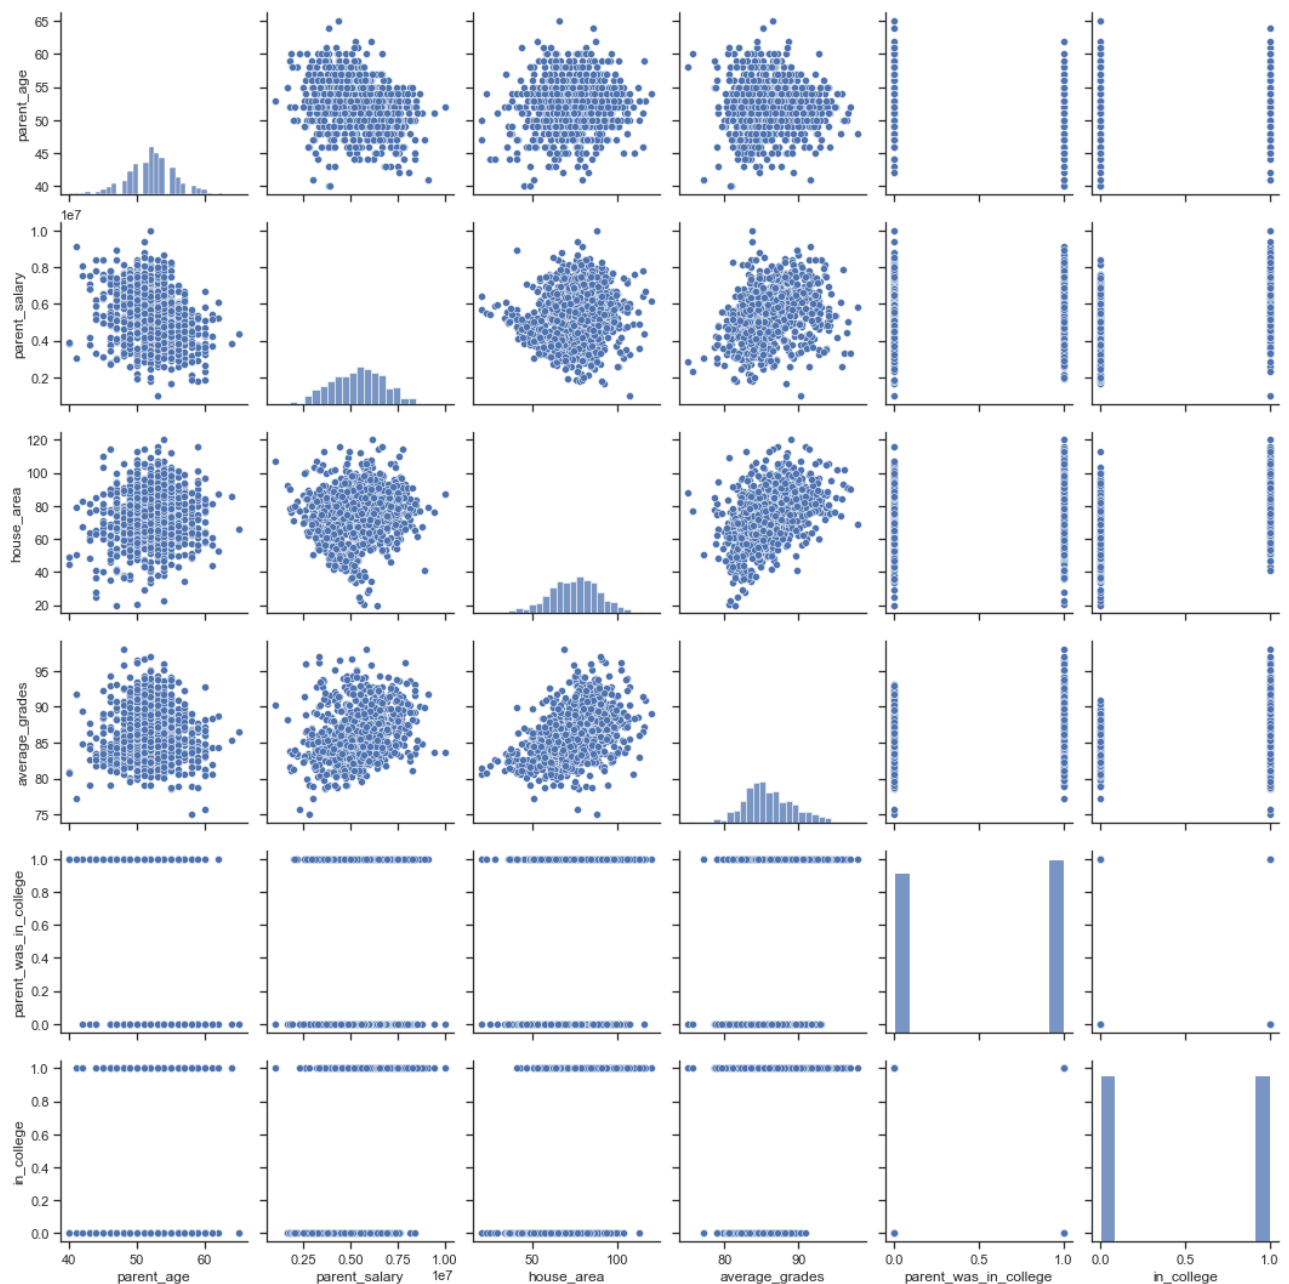 65
60
55
50
45
40
parent_age
1e7
1.0
0.8
0.6
0.4
0.2
parent_salary
120
100
80
60
40
20
house_area
95
90
85
80
75
average_grades
1.0
0.8
0.6
0.4
0.2
0.0
parent_was_in_college
1.0
0.8
0.6
0.4
0.2
0.0
in_college
40 50 60
parent_age
0.25 0.50 0.75 1.00
parent_salary 1e7
50 100
house_area
80 90
average_grades
0.0 0.5 1.0
parent_was_in_college
0.0 0.5 1.0
in_college